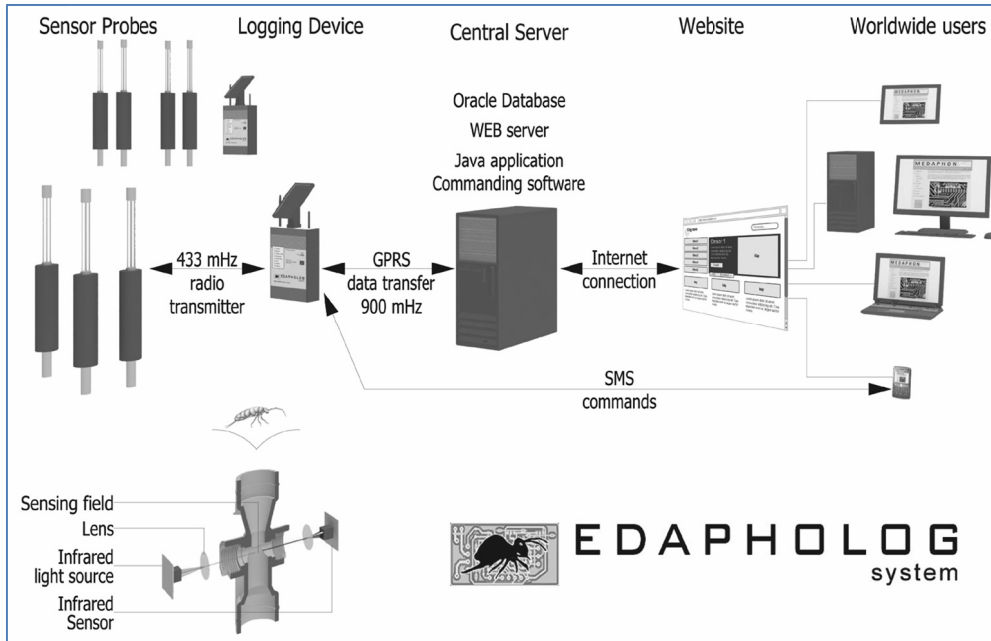 Sensor Probes
Logging Device
Central Server
Website
Worldwide users
Oracle Database
WEB server
Java application
Commanding software
MEDAPHON
MEDAPHON
433 mHz
radio
transmitter
GPRS
data transfer
900 mHz
Internet
connection
SMS
commands
Sensing field
Lens
Infrared
light source
Infrared
Sensor
EDAPHOLOG
system